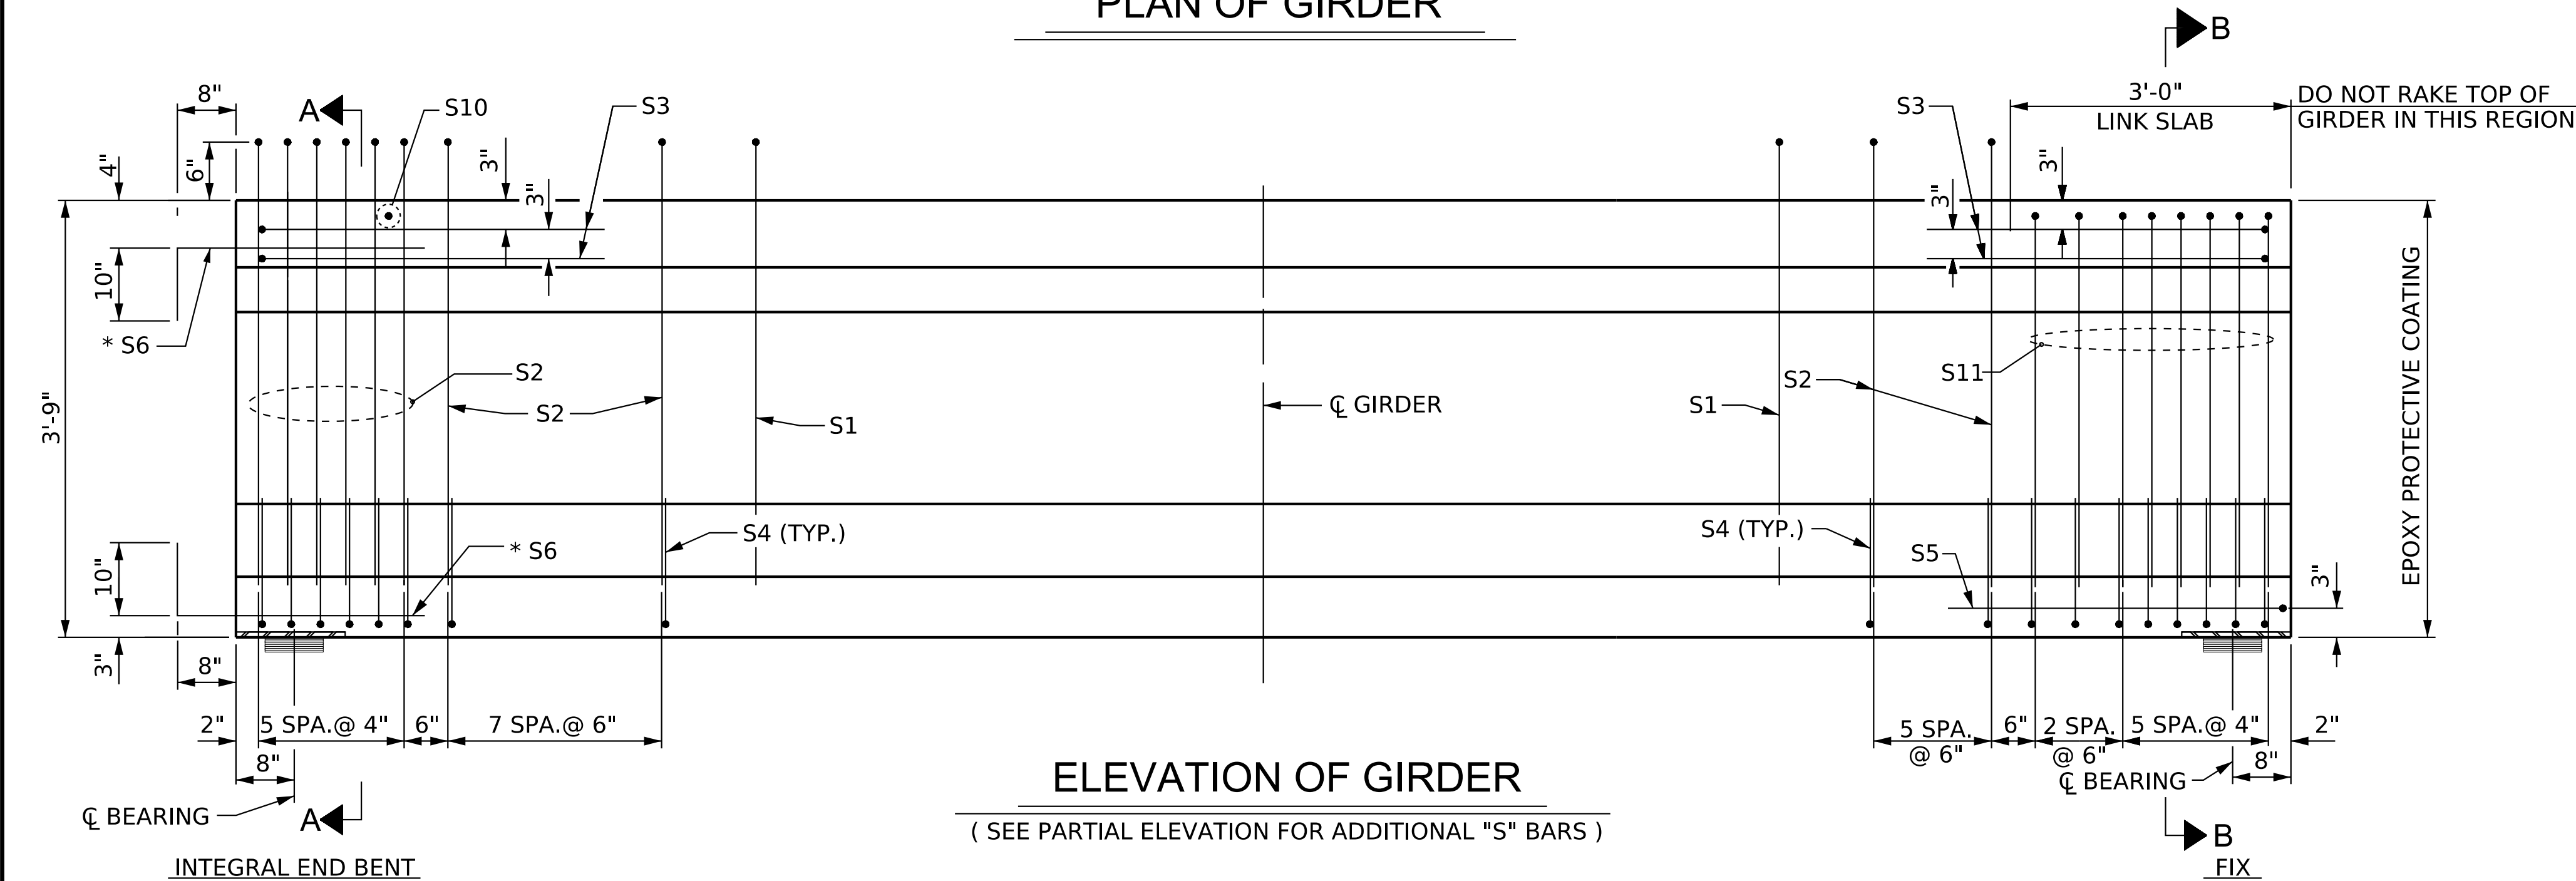 PLAN OF GIRDER
B
8"
A
S10
S3
S3
3'-0"
LINK SLAB
DO NOT RAKE TOP OF
GIRDER IN THIS REGION
4"
6"
3"
3"
3"
3"
10"
* S6
3'-9"
S2
S2
S1
℄ GIRDER
S1
S2
S11
EPOXY PROTECTIVE COATING
10"
* S6
S4 (TYP.)
S4 (TYP.)
S5
3"
3"
8"
2"
5 SPA.@ 4"
6"
7 SPA.@ 6"
5 SPA.
@ 6"
6"
2 SPA.
@ 6"
5 SPA.@ 4"
2"
8"
8"
℄ BEARING
A
INTEGRAL END BENT
ELEVATION OF GIRDER
( SEE PARTIAL ELEVATION FOR ADDITIONAL "S" BARS )
℄ BEARING
B
FIX